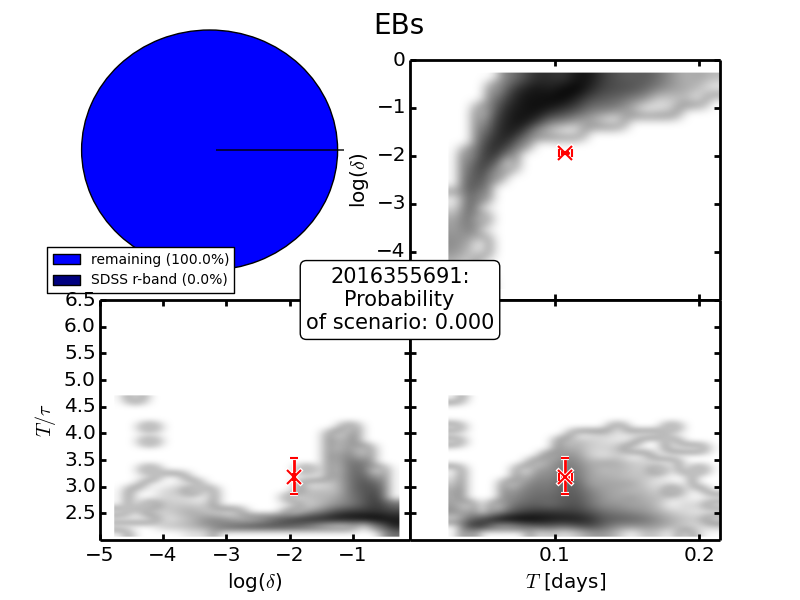 EBs
remaining (100.0%)
SDSS r-band (0.0%)
0
−1
−2
−3
−4
log(δ)
2016355691:
Probability
of scenario: 0.000
6.5
6.0
5.5
5.0
4.5
4.0
3.5
3.0
2.5
T/τ
−5 −4 −3 −2 −1
log(δ)
0.1 0.2
T [days]